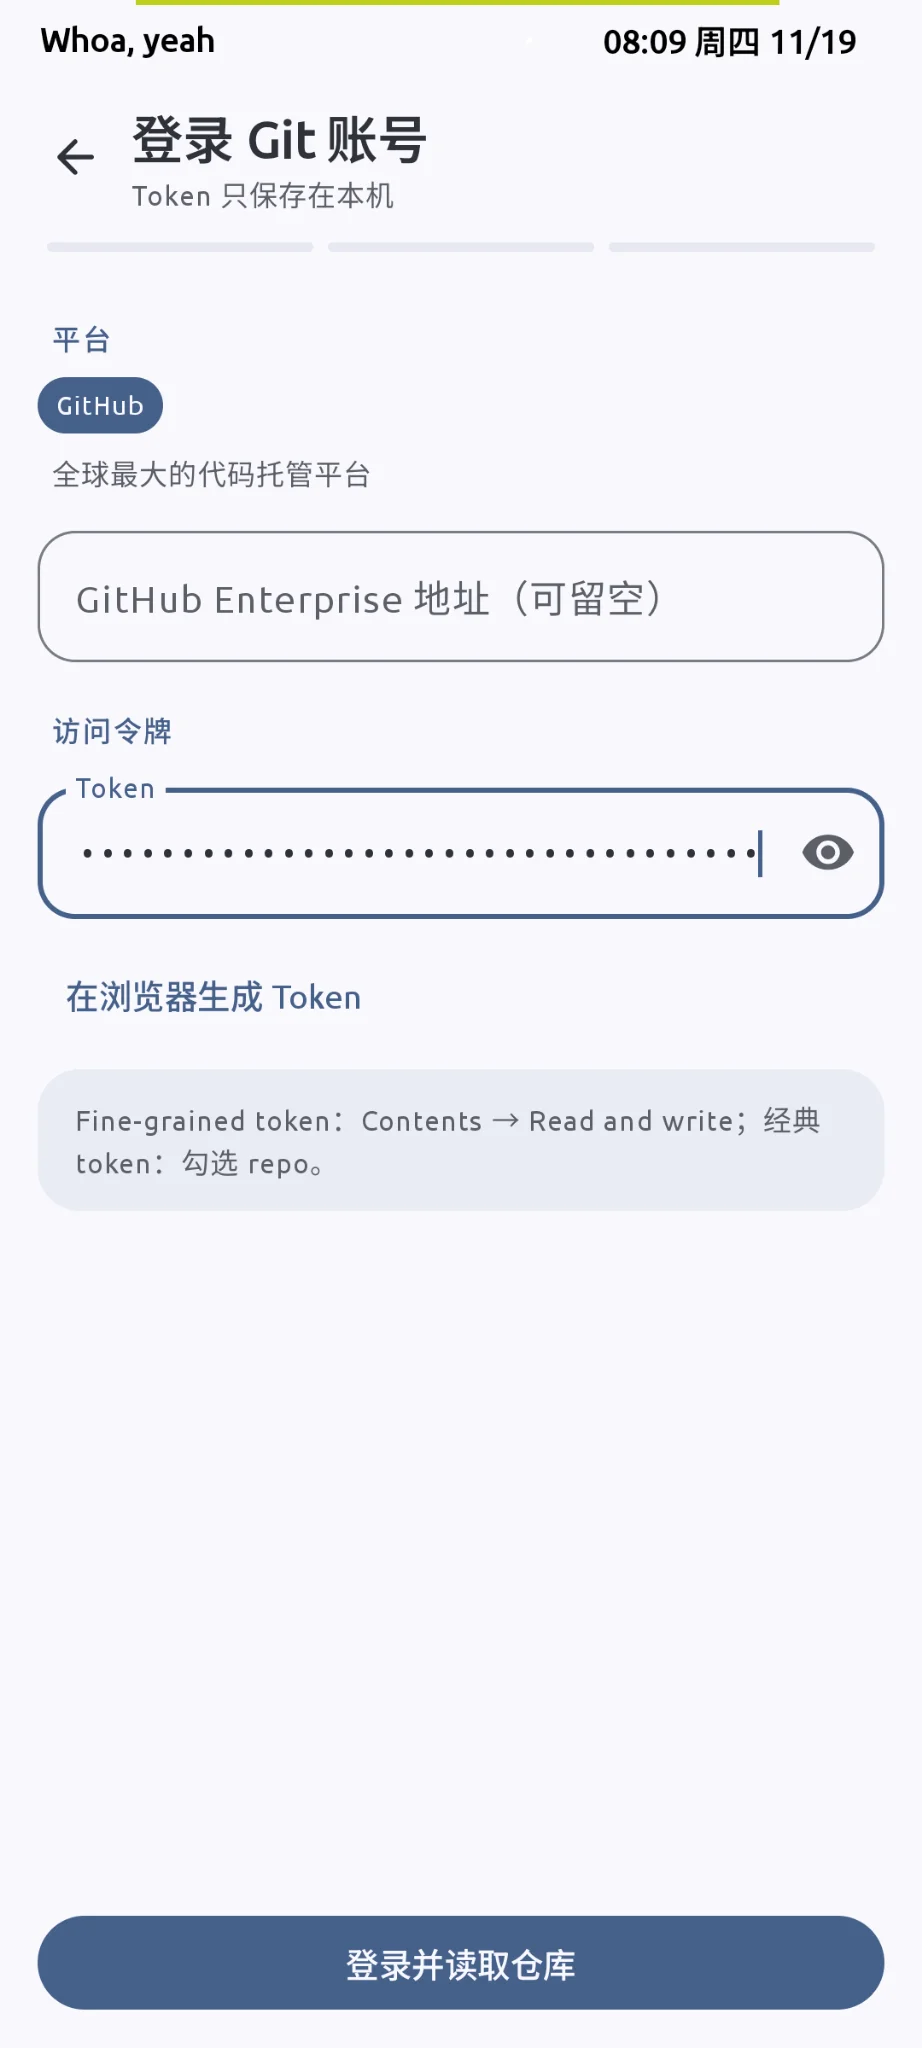 Whoa, yeah
08:09 周四 11/19
登录 Git 账号
Token 只保存在本机
平台
GitHub
全球最大的代码托管平台
GitHub Enterprise 地址（可留空）
访问令牌
Token
••••••••••••••••••••••••••••••••••
在浏览器生成 Token
Fine-grained token：Contents → Read and write；经典
token：勾选 repo。
登录并读取仓库